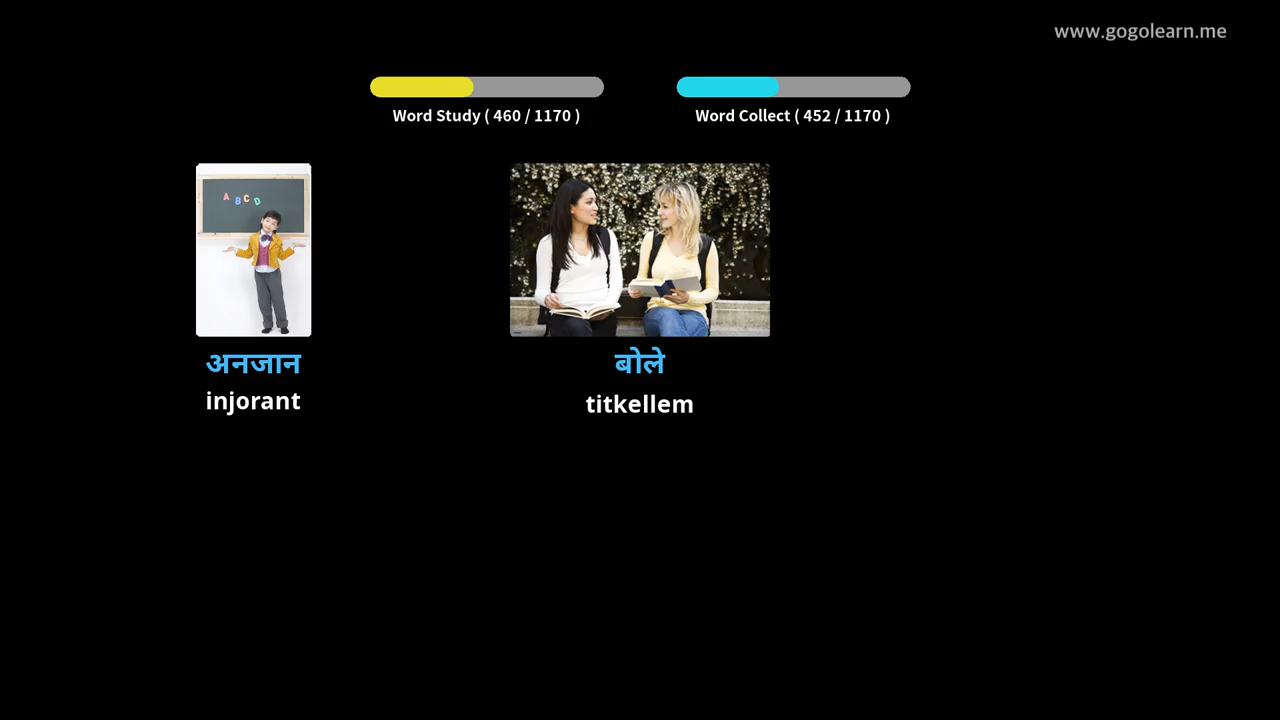 www.gogolearn.me
Word Study ( 460 / 1170 )
Word Collect ( 452 / 1170 )
A B C D
अनजान
injorant
बोले
titkellem